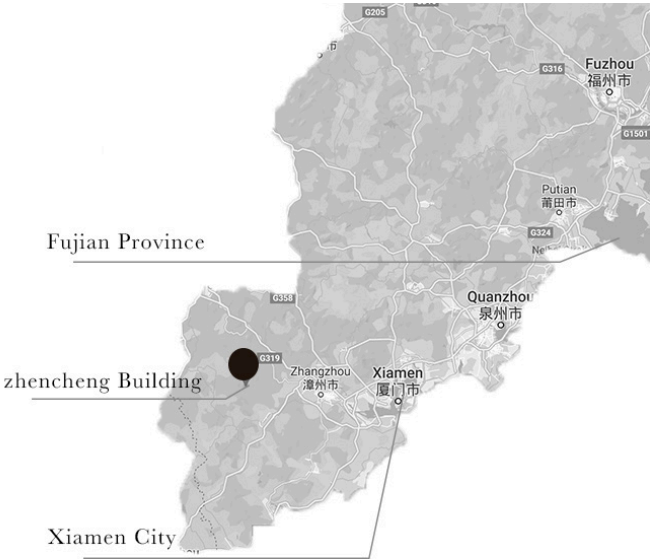 G205
市
G316
Fuzhou
福州市
G1501
Putian
莆田市
G324
Fujian Province
G358
Quanzhou
泉州市
G319
Zhangzhou
漳州市
Xiamen
厦门市
zhencheng Building
Xiamen City